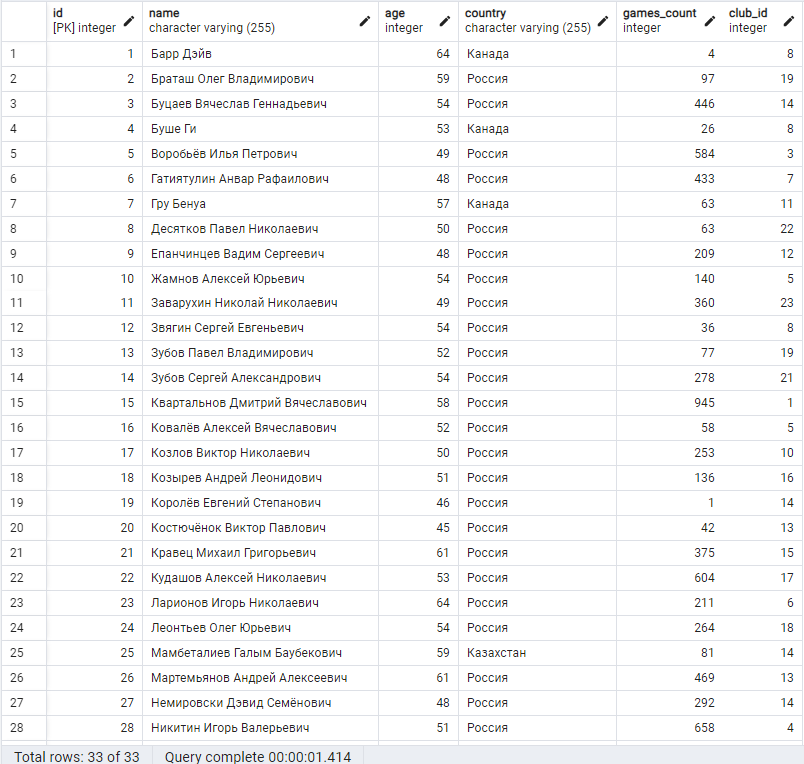 id name age country games_count club_id
[PK] integer character varying (255) integer character varying (255) integer integer
1 1 Барр Дэйв 64 Канада 4 8
2 2 Браташ Олег Владимирович 59 Россия 97 19
3 3 Буцаев Вячеслав Геннадьевич 54 Россия 446 14
4 4 Буше Ги 53 Канада 26 8
5 5 Воробьёв Илья Петрович 49 Россия 584 3
6 6 Гатиятулин Анвар Рафаилович 48 Россия 433 7
7 7 Гру Бенуа 57 Канада 63 11
8 8 Десятков Павел Николаевич 50 Россия 63 22
9 9 Епанчинцев Вадим Сергеевич 48 Россия 209 12
10 10 Жамнов Алексей Юрьевич 54 Россия 140 5
11 11 Заварухин Николай Николаевич 49 Россия 360 23
12 12 Звягин Сергей Евгеньевич 54 Россия 36 8
13 13 Зубов Павел Владимирович 52 Россия 77 19
14 14 Зубов Сергей Александрович 54 Россия 278 21
15 15 Квартальнов Дмитрий Вячеславович 58 Россия 945 1
16 16 Ковалёв Алексей Вячеславович 52 Россия 58 5
17 17 Козлов Виктор Николаевич 50 Россия 253 10
18 18 Козырев Андрей Леонидович 51 Россия 136 16
19 19 Королёв Евгений Степанович 46 Россия 1 14
20 20 Костючёнок Виктор Павлович 45 Россия 42 13
21 21 Кравец Михаил Григорьевич 61 Россия 375 15
22 22 Кудашов Алексей Николаевич 53 Россия 604 17
23 23 Ларионов Игорь Николаевич 64 Россия 211 6
24 24 Леонтьев Олег Юрьевич 54 Россия 264 18
25 25 Мамбеталиев Галым Баубекович 59 Казахстан 81 14
26 26 Мартемьянов Андрей Алексеевич 61 Россия 469 13
27 27 Немировски Дэвид Семёнович 48 Россия 292 14
28 28 Никитин Игорь Валерьевич 51 Россия 658 4
Total rows: 33 of 33 Query complete 00:00:01.414